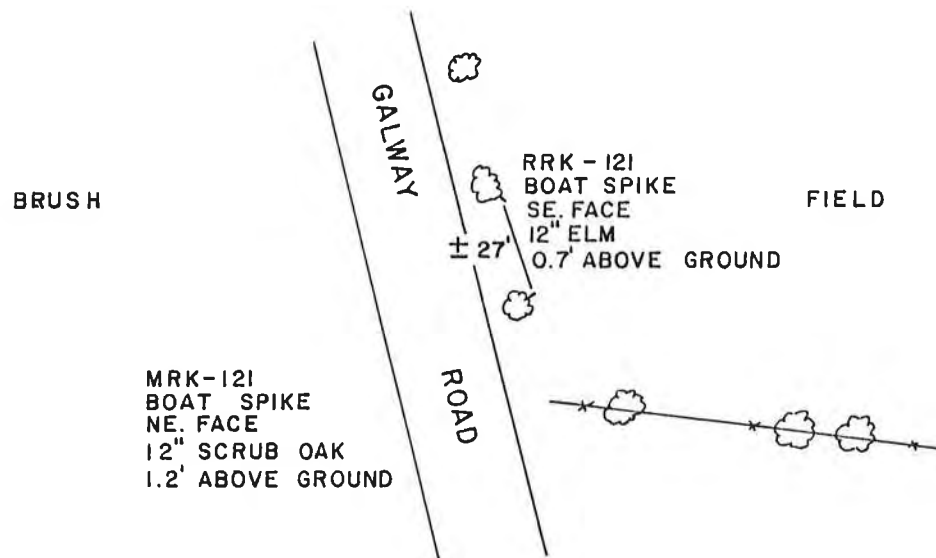 GALWAY
ROAD
BRUSH
RRK-121
BOAT SPIKE
SE. FACE
12" ELM
0.7' ABOVE GROUND
FIELD
± 27'
MRK-121
BOAT SPIKE
NE. FACE
12" SCRUB OAK
1.2' ABOVE GROUND